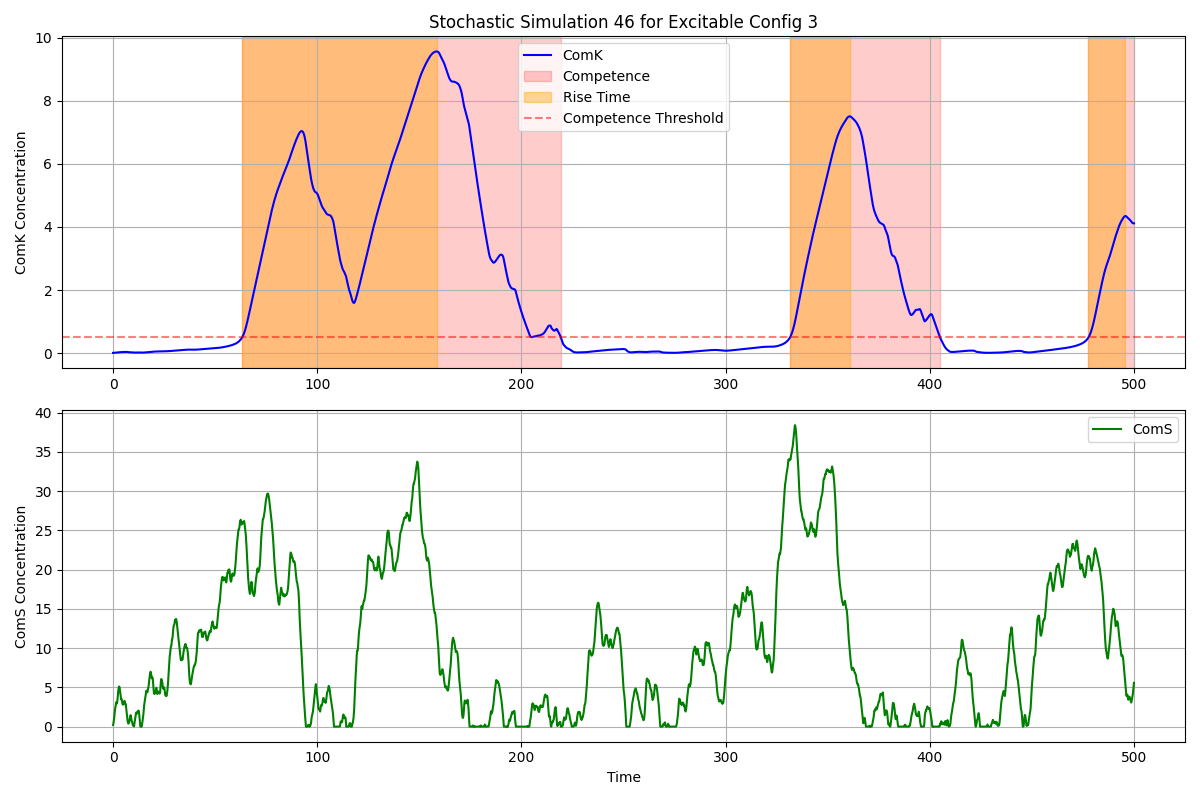 Stochastic Simulation 46 for Excitable Config 3
ComK Concentration
10
8
6
4
2
0
ComK
Competence
Rise Time
Competence Threshold
0 100 200 300 400 500
ComS Concentration
40
35
30
25
20
15
10
5
0
ComS
0 100 200 300 400 500
Time